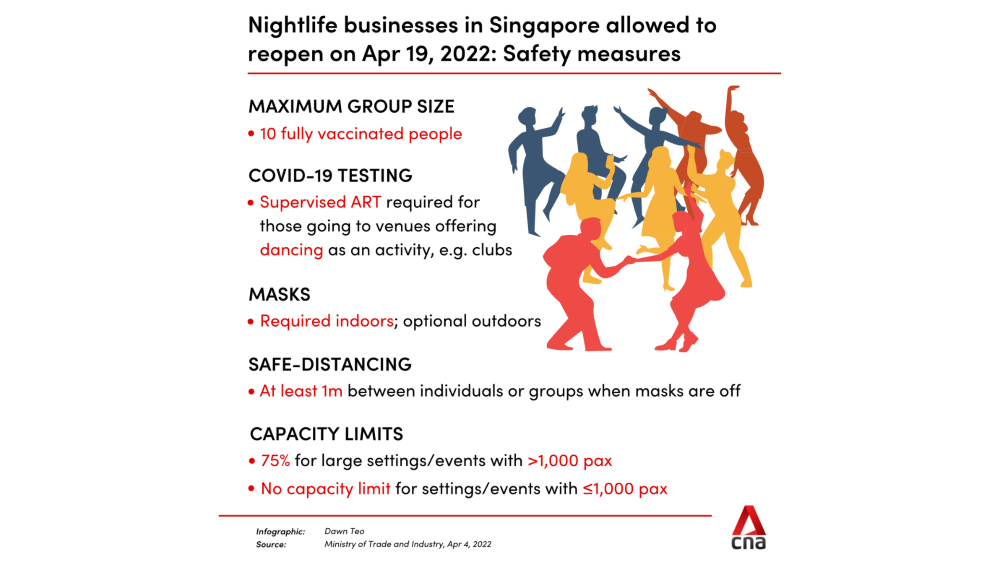 Nightlife businesses in Singapore allowed to
reopen on Apr 19, 2022: Safety measures
MAXIMUM GROUP SIZE
• 10 fully vaccinated people
COVID-19 TESTING
• Supervised ART required for
those going to venues offering
dancing as an activity, e.g. clubs
MASKS
• Required indoors; optional outdoors
SAFE-DISTANCING
• At least 1m between individuals or groups when masks are off
CAPACITY LIMITS
• 75% for large settings/events with >1,000 pax
• No capacity limit for settings/events with ≤1,000 pax
Infographic: Dawn Teo
Source: Ministry of Trade and Industry, Apr 4, 2022
cna